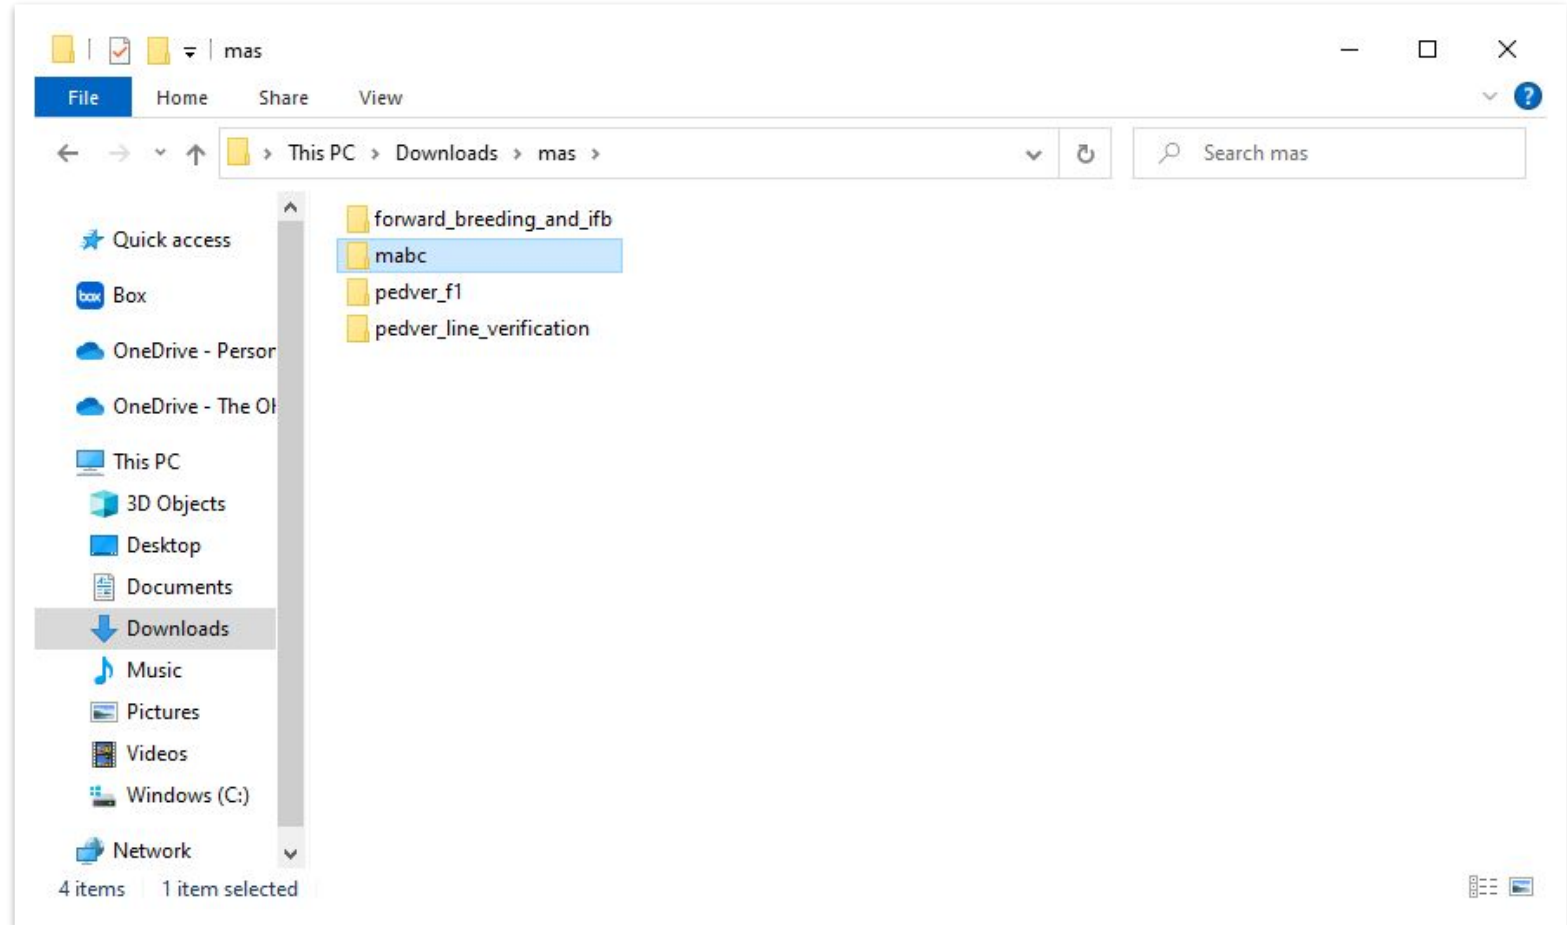 mas
File Home Share View ?
This PC > Downloads > mas >
Search mas
Quick access
box Box
OneDrive - Person
OneDrive - The Oh
This PC
3D Objects
Desktop
Documents
Downloads
Music
Pictures
Videos
Windows (C:)
Network
forward_breeding_and_ifb
mabc
pedver_f1
pedver_line_verification
4 items 1 item selected